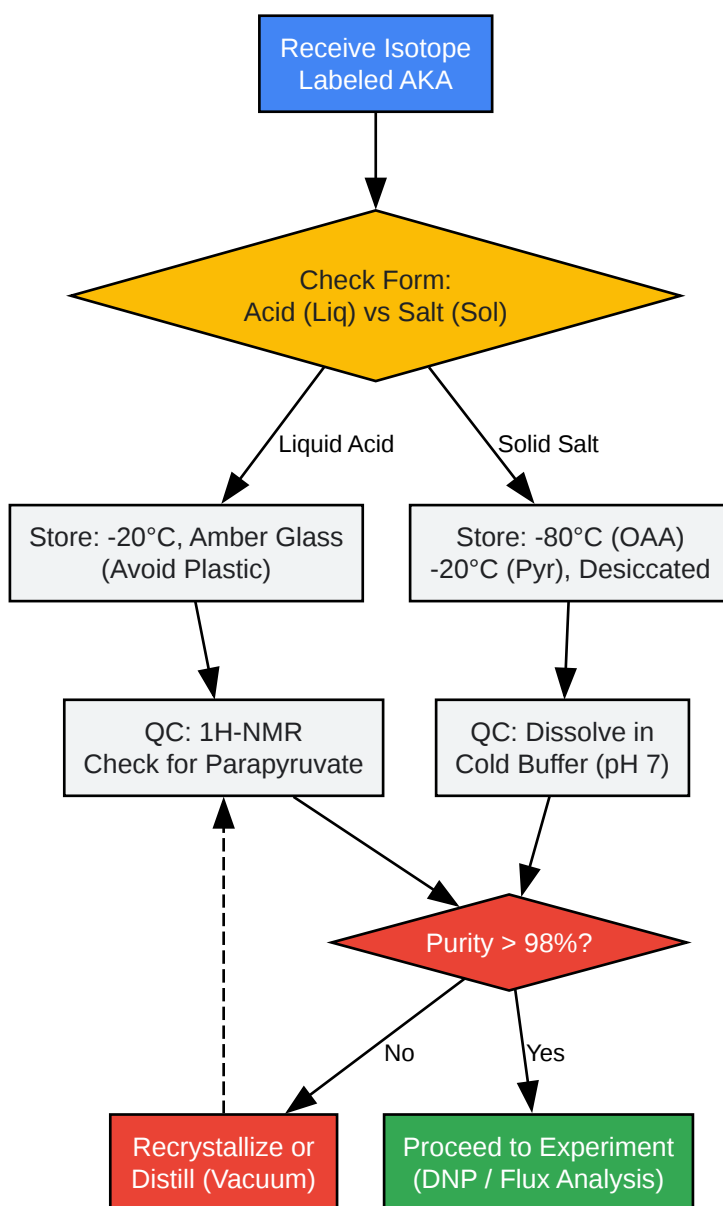 Receive Isotope
Labeled AKA
Check Form:
Acid (Liq) vs Salt (Sol)
Liquid Acid
Solid Salt
Store: -20°C, Amber Glass
(Avoid Plastic)
Store: -80°C (OAA)
-20°C (Pyr), Desiccated
QC: 1H-NMR
Check for Parapyruvate
QC: Dissolve in
Cold Buffer (pH 7)
Purity > 98%?
No
Yes
Recrystallize or
Distill (Vacuum)
Proceed to Experiment
(DNP / Flux Analysis)